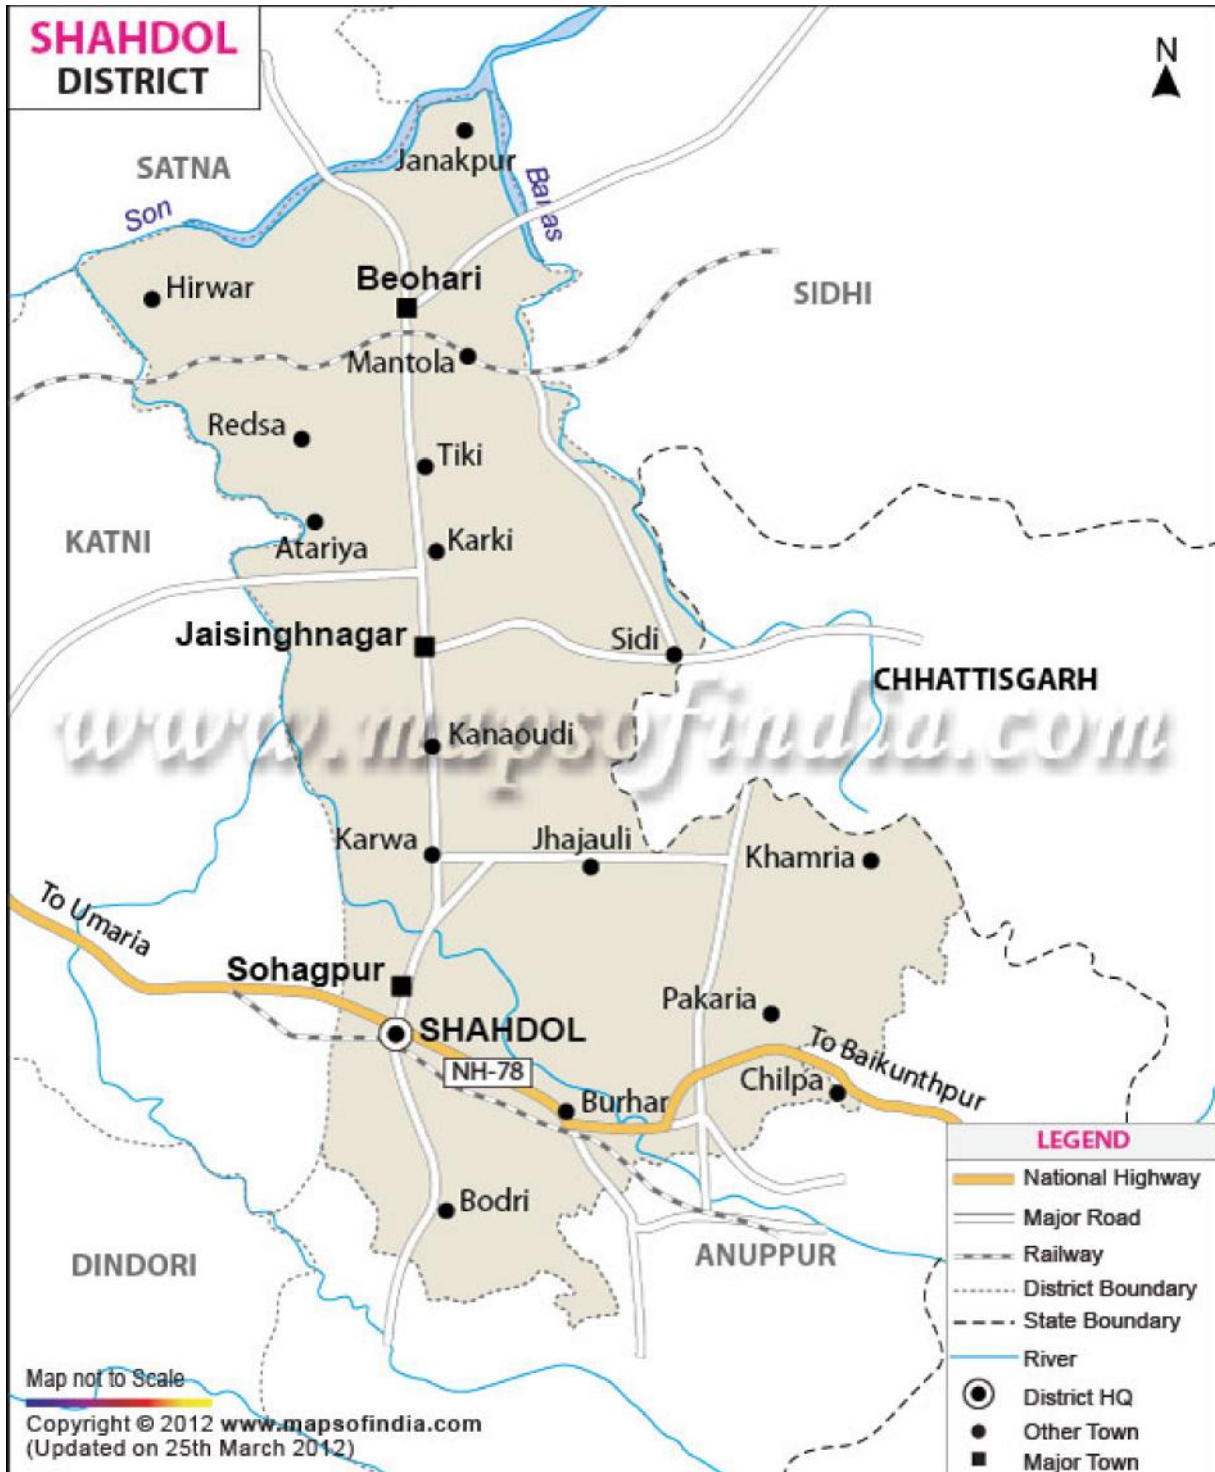 SHAHDOL
DISTRICT
N
SATNA
Janakpur
Son
Banas
Hirwar
Beohari
SIDHI
Mantola
Redsa
Tiki
KATNI
Atariya
Karki
Jaisinghnagar
Sidi
CHHATTISGARH
www.mapsofindia.com
Kanaoudi
Karwa
Jhajauli
Khamria
To Umaria
Sohagpur
Pakaria
SHAHDOL
NH-78
To Baikunthpur
Chilpa
Burhar
Bodri
DINDORI
ANUPPUR
LEGEND
National Highway
Major Road
Railway
District Boundary
State Boundary
River
District HQ
Other Town
Major Town
Map not to Scale
Copyright © 2012 www.mapsofindia.com
(Updated on 25th March 2012)